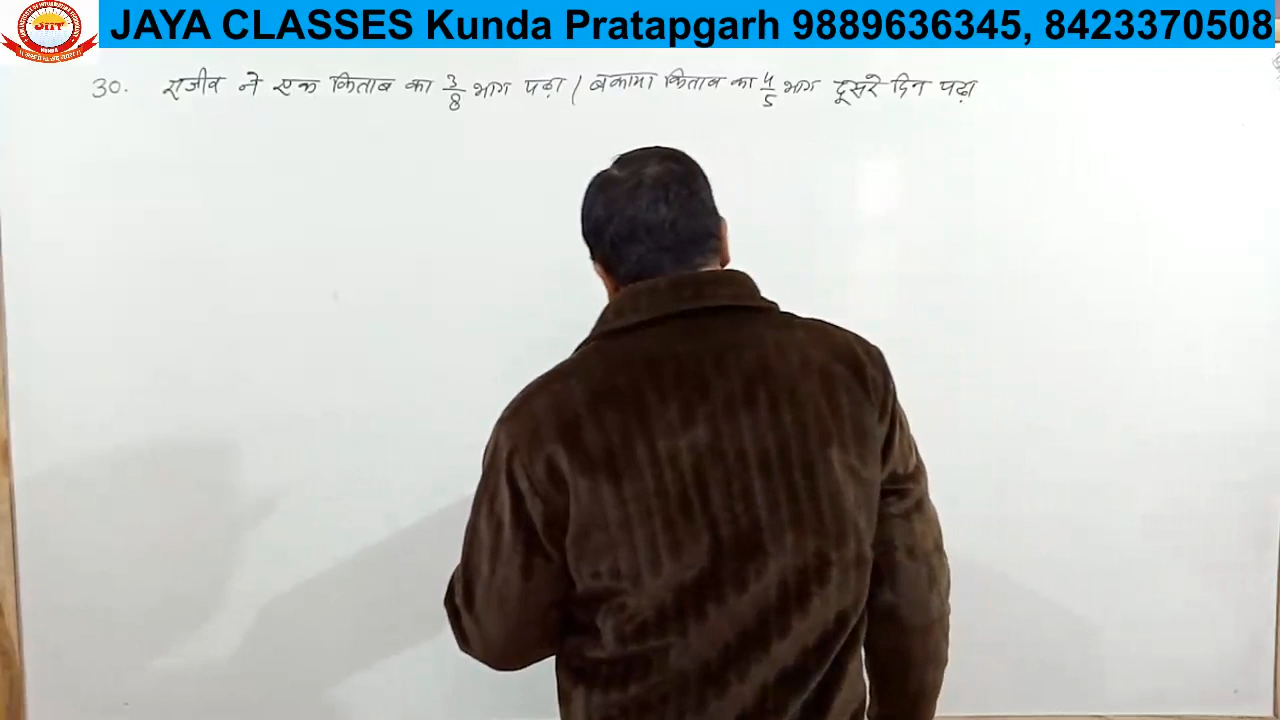 JAYA CLASSES Kunda Pratapgarh 9889636345, 8423370508
30. राजीव ने एक किताब का 3/8 भाग पढ़ा। बकाया किताब का 4/5 भाग दूसरे दिन पढ़ा